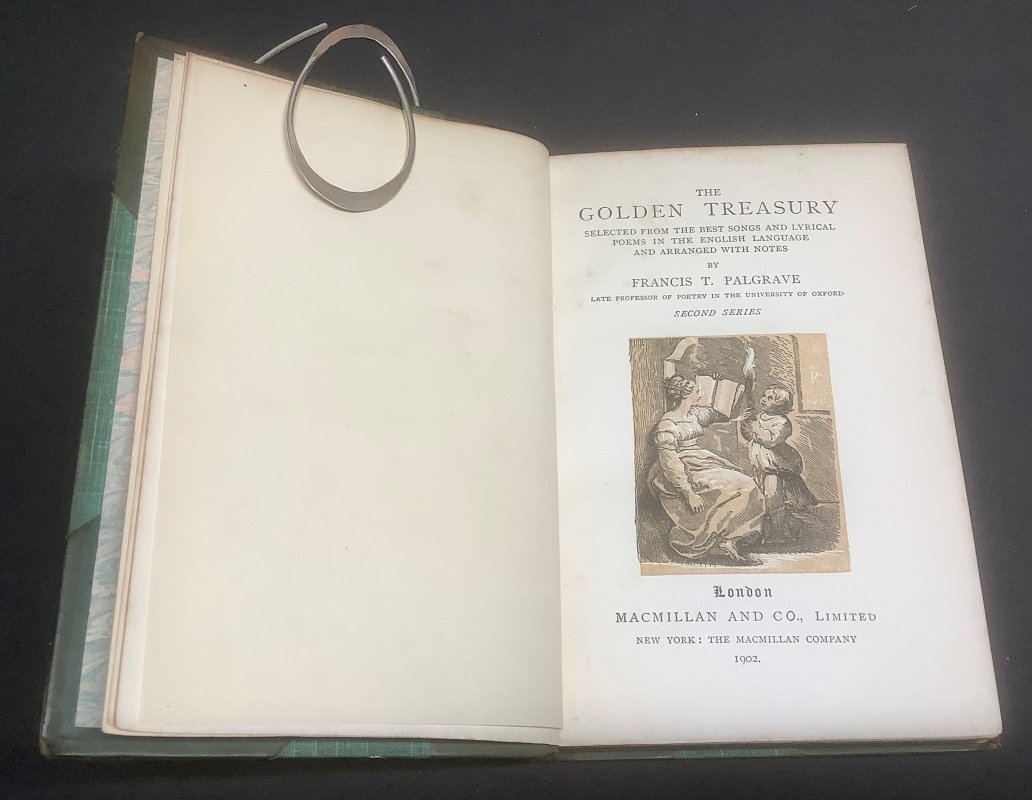 THE
GOLDEN TREASURY
SELECTED FROM THE BEST SONGS AND LYRICAL
POEMS IN THE ENGLISH LANGUAGE
AND ARRANGED WITH NOTES
BY
FRANCIS T. PALGRAVE
LATE PROFESSOR OF POETRY IN THE UNIVERSITY OF OXFORD
SECOND SERIES
London
MACMILLAN AND CO., LIMITED
NEW YORK: THE MACMILLAN COMPANY
1902.